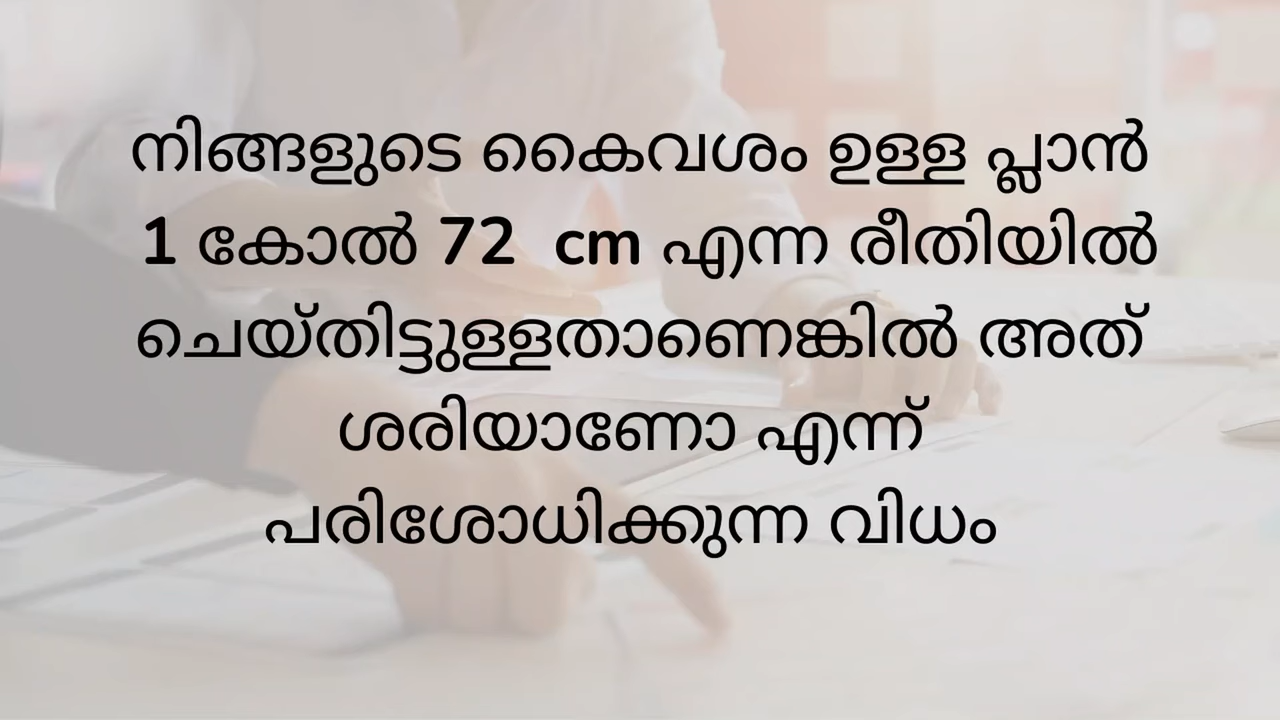 നിങ്ങളുടെ കൈവശം ഉള്ള പ്ലാൻ
1 കോൽ 72 cm എന്ന രീതിയിൽ
ചെയ്തിട്ടുള്ളതാണെങ്കിൽ അത്
ശരിയാണോ എന്ന്
പരിശോധിക്കുന്ന വിധം